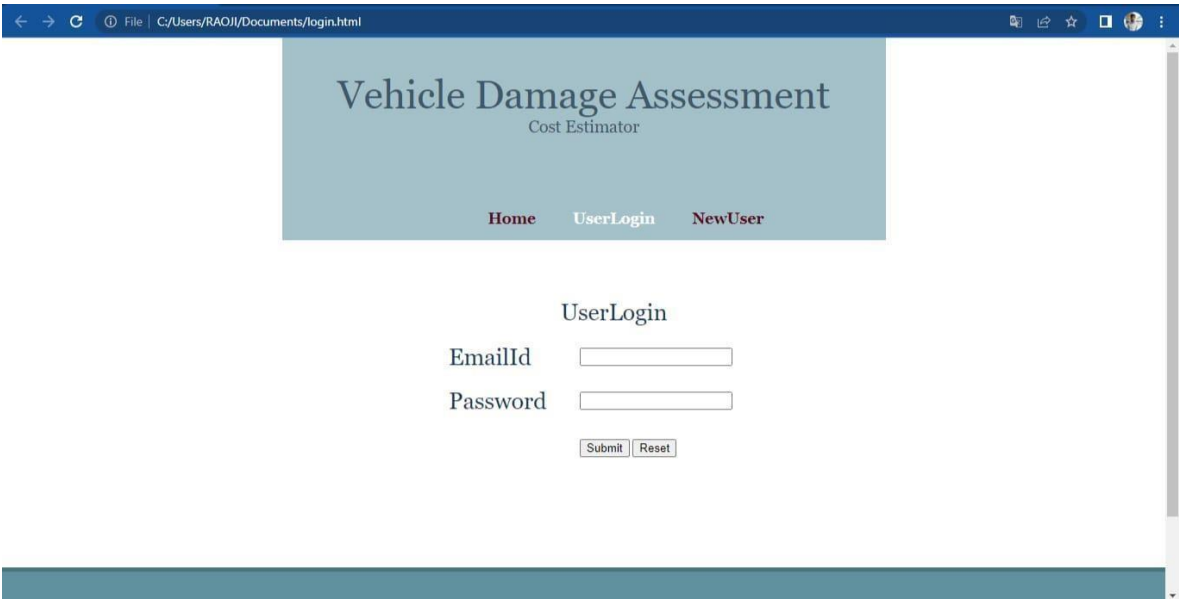 File | C:/Users/RAOJI/Documents/login.html
Vehicle Damage Assessment
Cost Estimator
Home UserLogin NewUser
UserLogin
EmailId
Password
Submit Reset